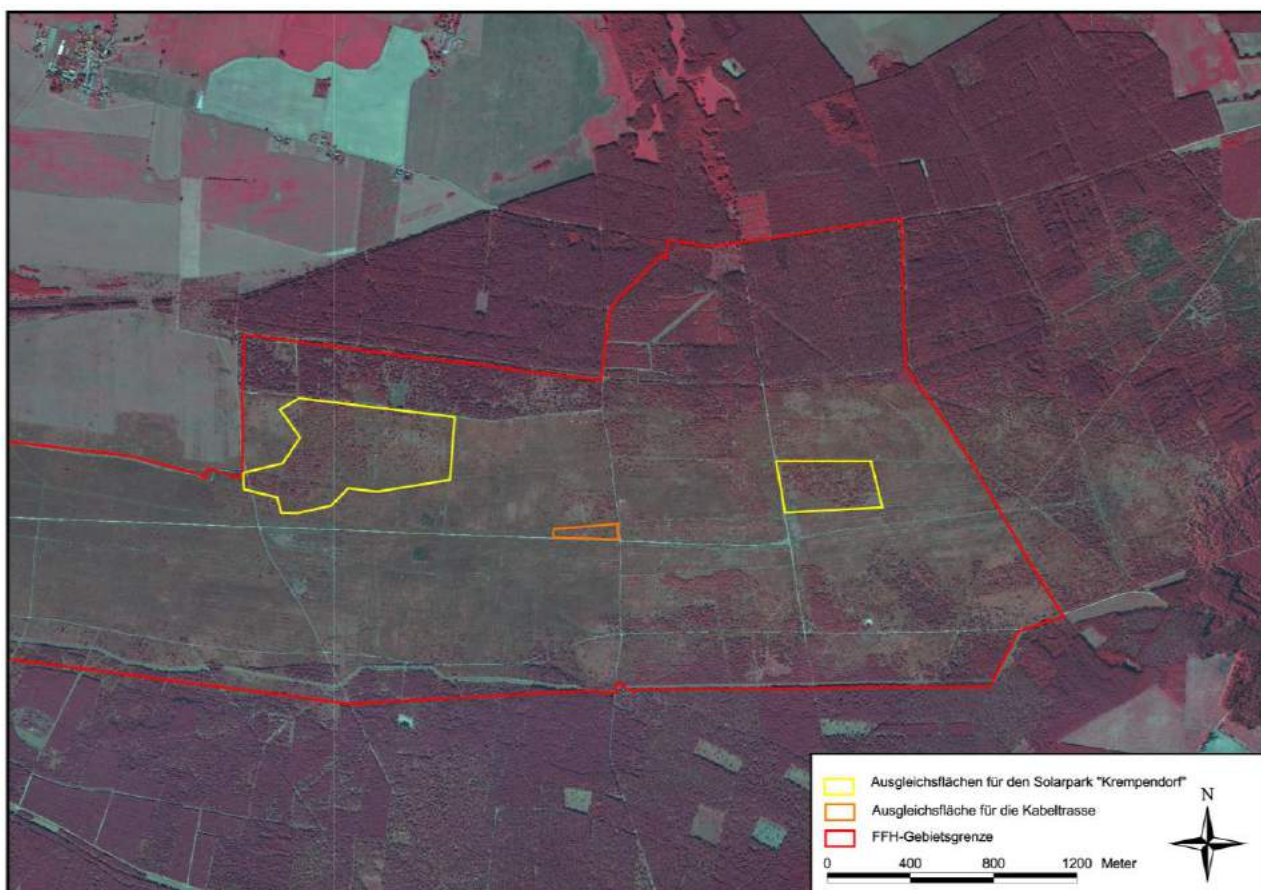 Ausgleichsflächen für den Solarpark "Krempendorf"
Ausgleichsfläche für die Kabeltrasse
FFH-Gebietsgrenze
N
0 400 800 1200 Meter